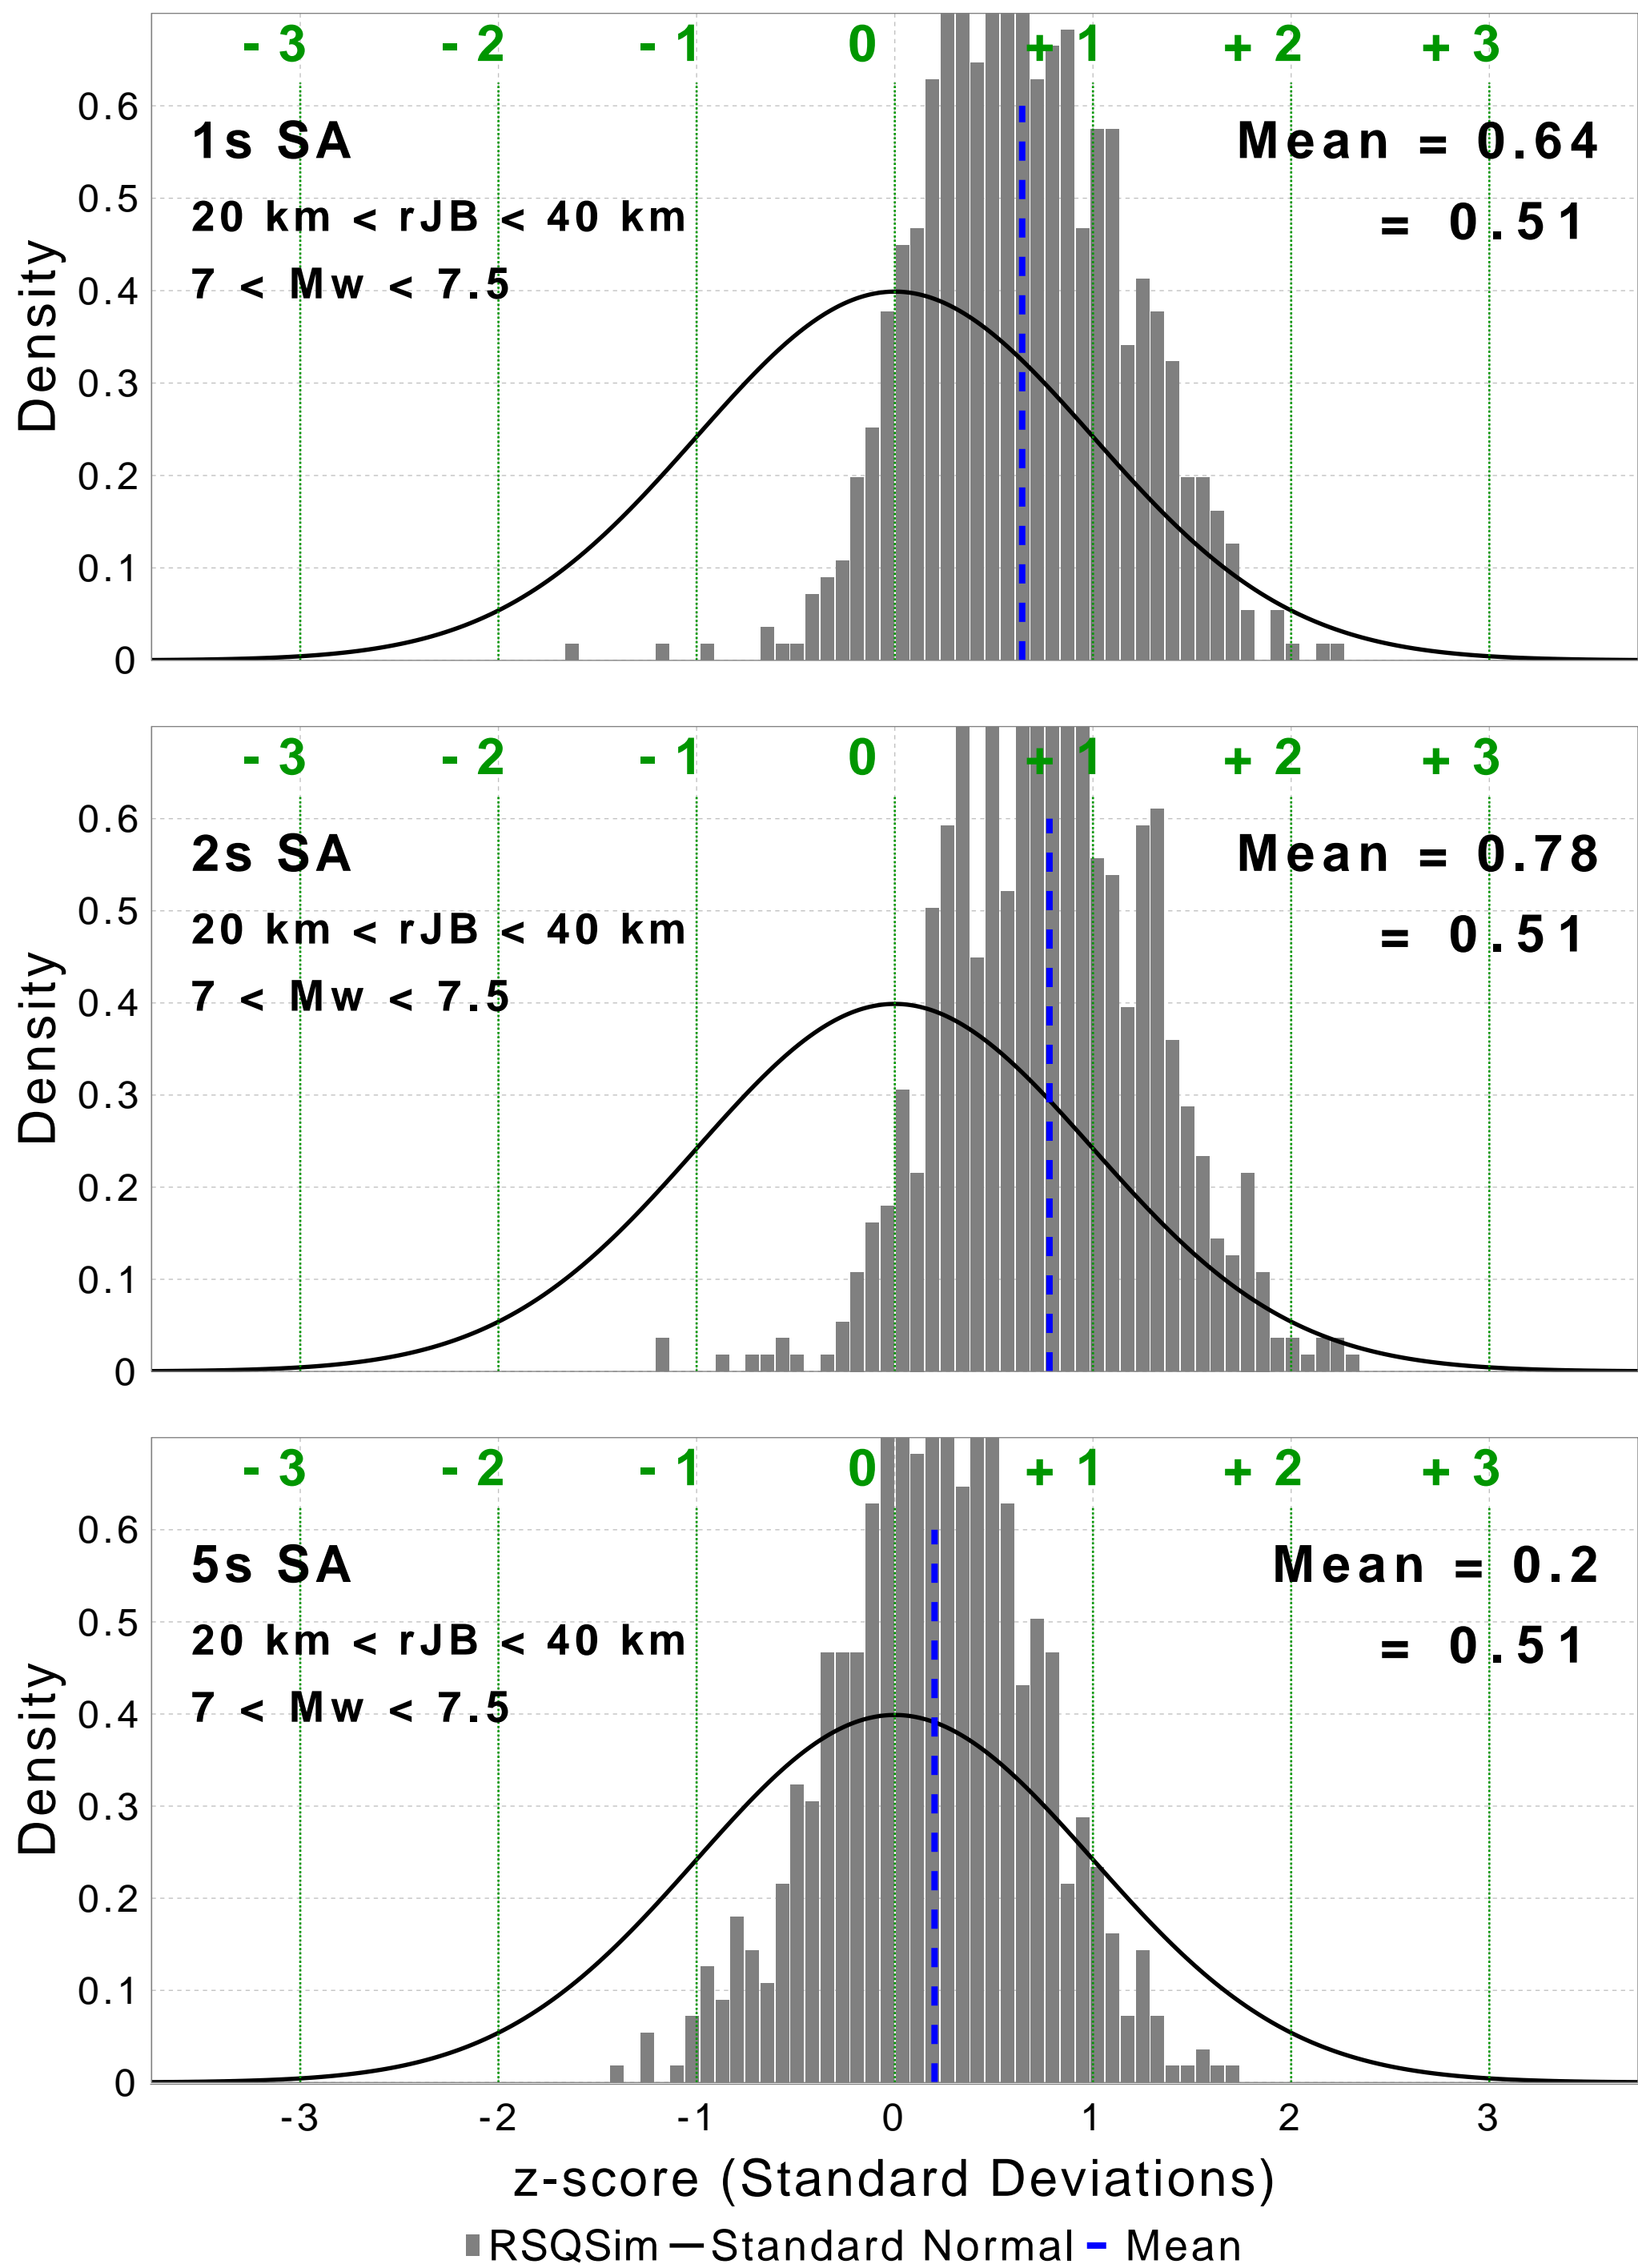 - 3 - 2 - 1 0 + 1 + 2 + 3
1s SA
Mean = 0.64
20 km < rJB < 40 km
= 0.51
7 < Mw < 7.5
0.6
0.5
0.4
0.3
0.2
0.1
0
Density
- 3 - 2 - 1 0 + 1 + 2 + 3
2s SA
Mean = 0.78
20 km < rJB < 40 km
= 0.51
7 < Mw < 7.5
0.6
0.5
0.4
0.3
0.2
0.1
0
Density
- 3 - 2 - 1 0 + 1 + 2 + 3
5s SA
Mean = 0.2
20 km < rJB < 40 km
= 0.51
7 < Mw < 7.5
0.6
0.5
0.4
0.3
0.2
0.1
0
Density
-3 -2 -1 0 1 2 3
z-score (Standard Deviations)
RSQSim Standard Normal Mean